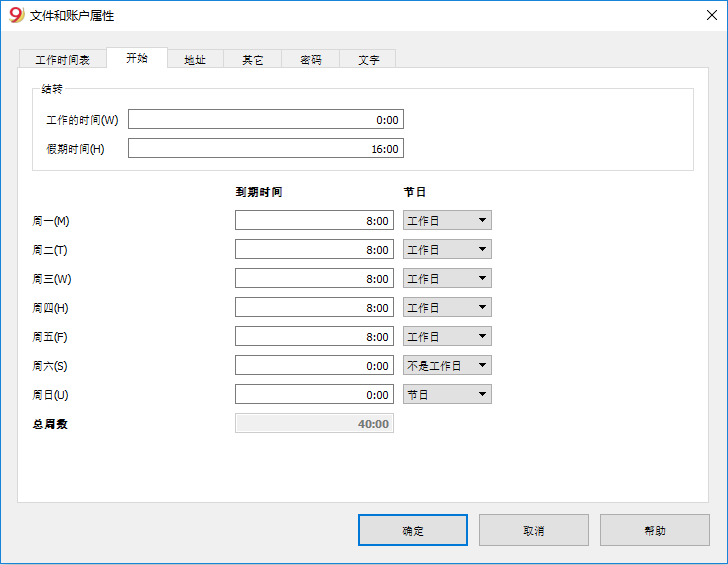 9 文件和账户属性
工作时间表 开始 地址 其它 密码 文字
结转
工作的时间(W) 0:00
假期时间(H) 16:00
到期时间 节日
周一(M) 8:00 工作日
周二(T) 8:00 工作日
周三(W) 8:00 工作日
周四(H) 8:00 工作日
周五(F) 8:00 工作日
周六(S) 0:00 不是工作日
周日(U) 0:00 节日
总周数 40:00
确定 取消 帮助